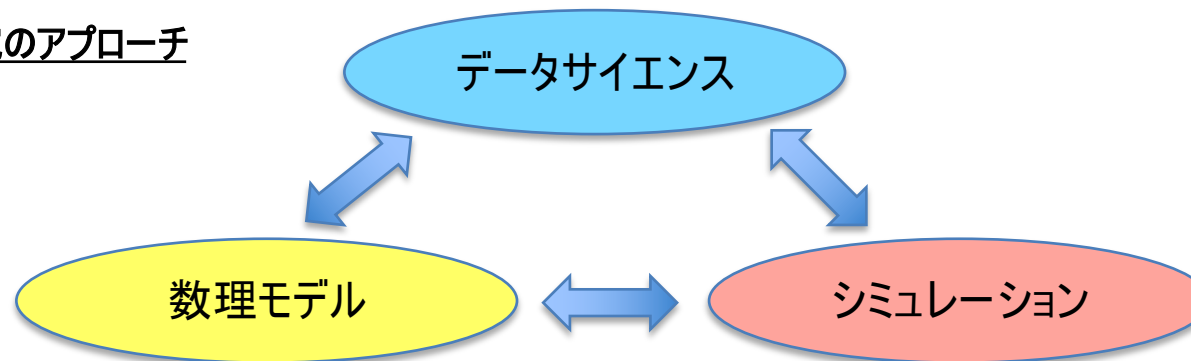 のアプローチ
データサイエンス
数理モデル
シミュレーション